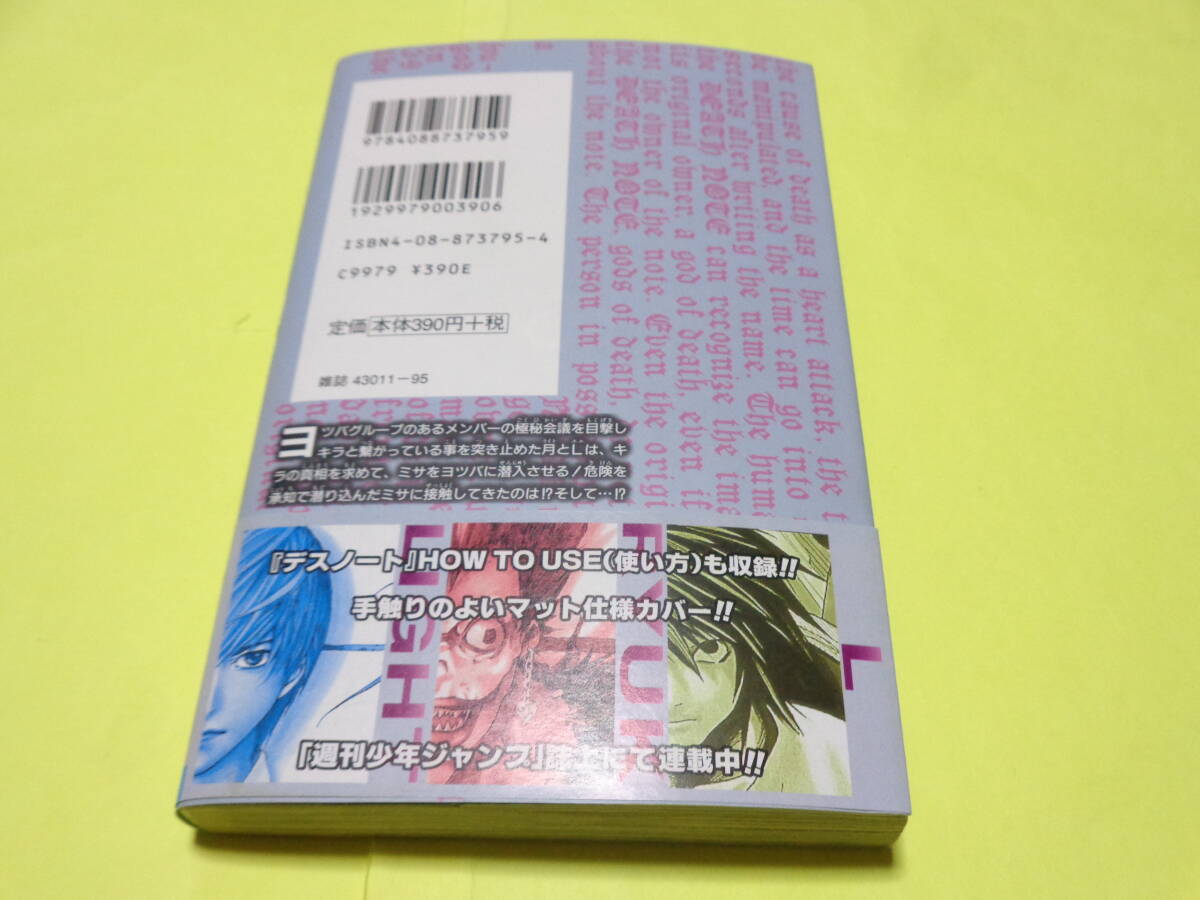 9784088737959
1929979003906
ISBN4-08-873795-4
C9979 ¥390E
定価 本体390円+税
雑誌 43011-95
the cause of death as a heart attack. the t
be manipulated, and the time can go into
seconds after writing the name. The huma
the DEATH NOTE can recognize the ima
its original owner, a god of death, even if
not the owner of the note. Even the origi
the DEATH NOTE, gods of death,
about the note. The person in poss
ヨツバグループのあるメンバーの極秘会議を目撃し
キラと繋がっている事を突き止めた月とLは、キ
ラの真相を求めて、ミサをヨツバに潜入させる!危険を
承知で潜り込んだミサに接触してきたのは!?そして…!?
『デスノート』HOW TO USE(使い方)も収録!!
手触りのよいマット仕様カバー!!
『週刊少年ジャンプ』誌上にて連載中!!
LIGHT
RYUK
L